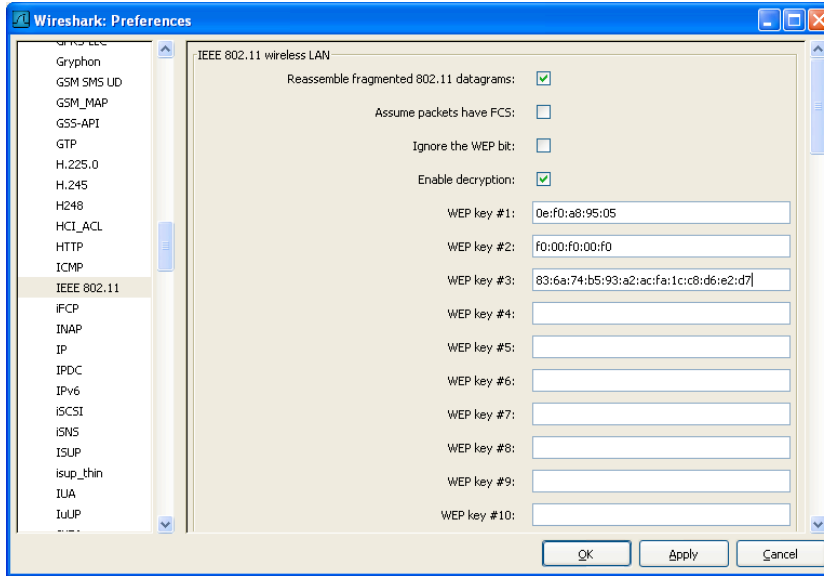 Wireshark: Preferences
Gryphon
GSM SMS UD
GSM_MAP
GSS-API
GTP
H.225.0
H.245
H248
HCI_ACL
HTTP
ICMP
IEEE 802.11
iFCP
INAP
IP
IPDC
IPv6
iSCSI
iSNS
ISUP
isup_thin
IUA
IuUP
IEEE 802.11 wireless LAN
Reassemble fragmented 802.11 datagrams:
Assume packets have FCS:
Ignore the WEP bit:
Enable decryption:
WEP key #1: 0e:f0:a8:95:05
WEP key #2: f0:00:f0:00:f0
WEP key #3: 83:6a:74:b5:93:a2:ac:fa:1c:c8:d6:e2:d7
WEP key #4:
WEP key #5:
WEP key #6:
WEP key #7:
WEP key #8:
WEP key #9:
WEP key #10:
OK Apply Cancel